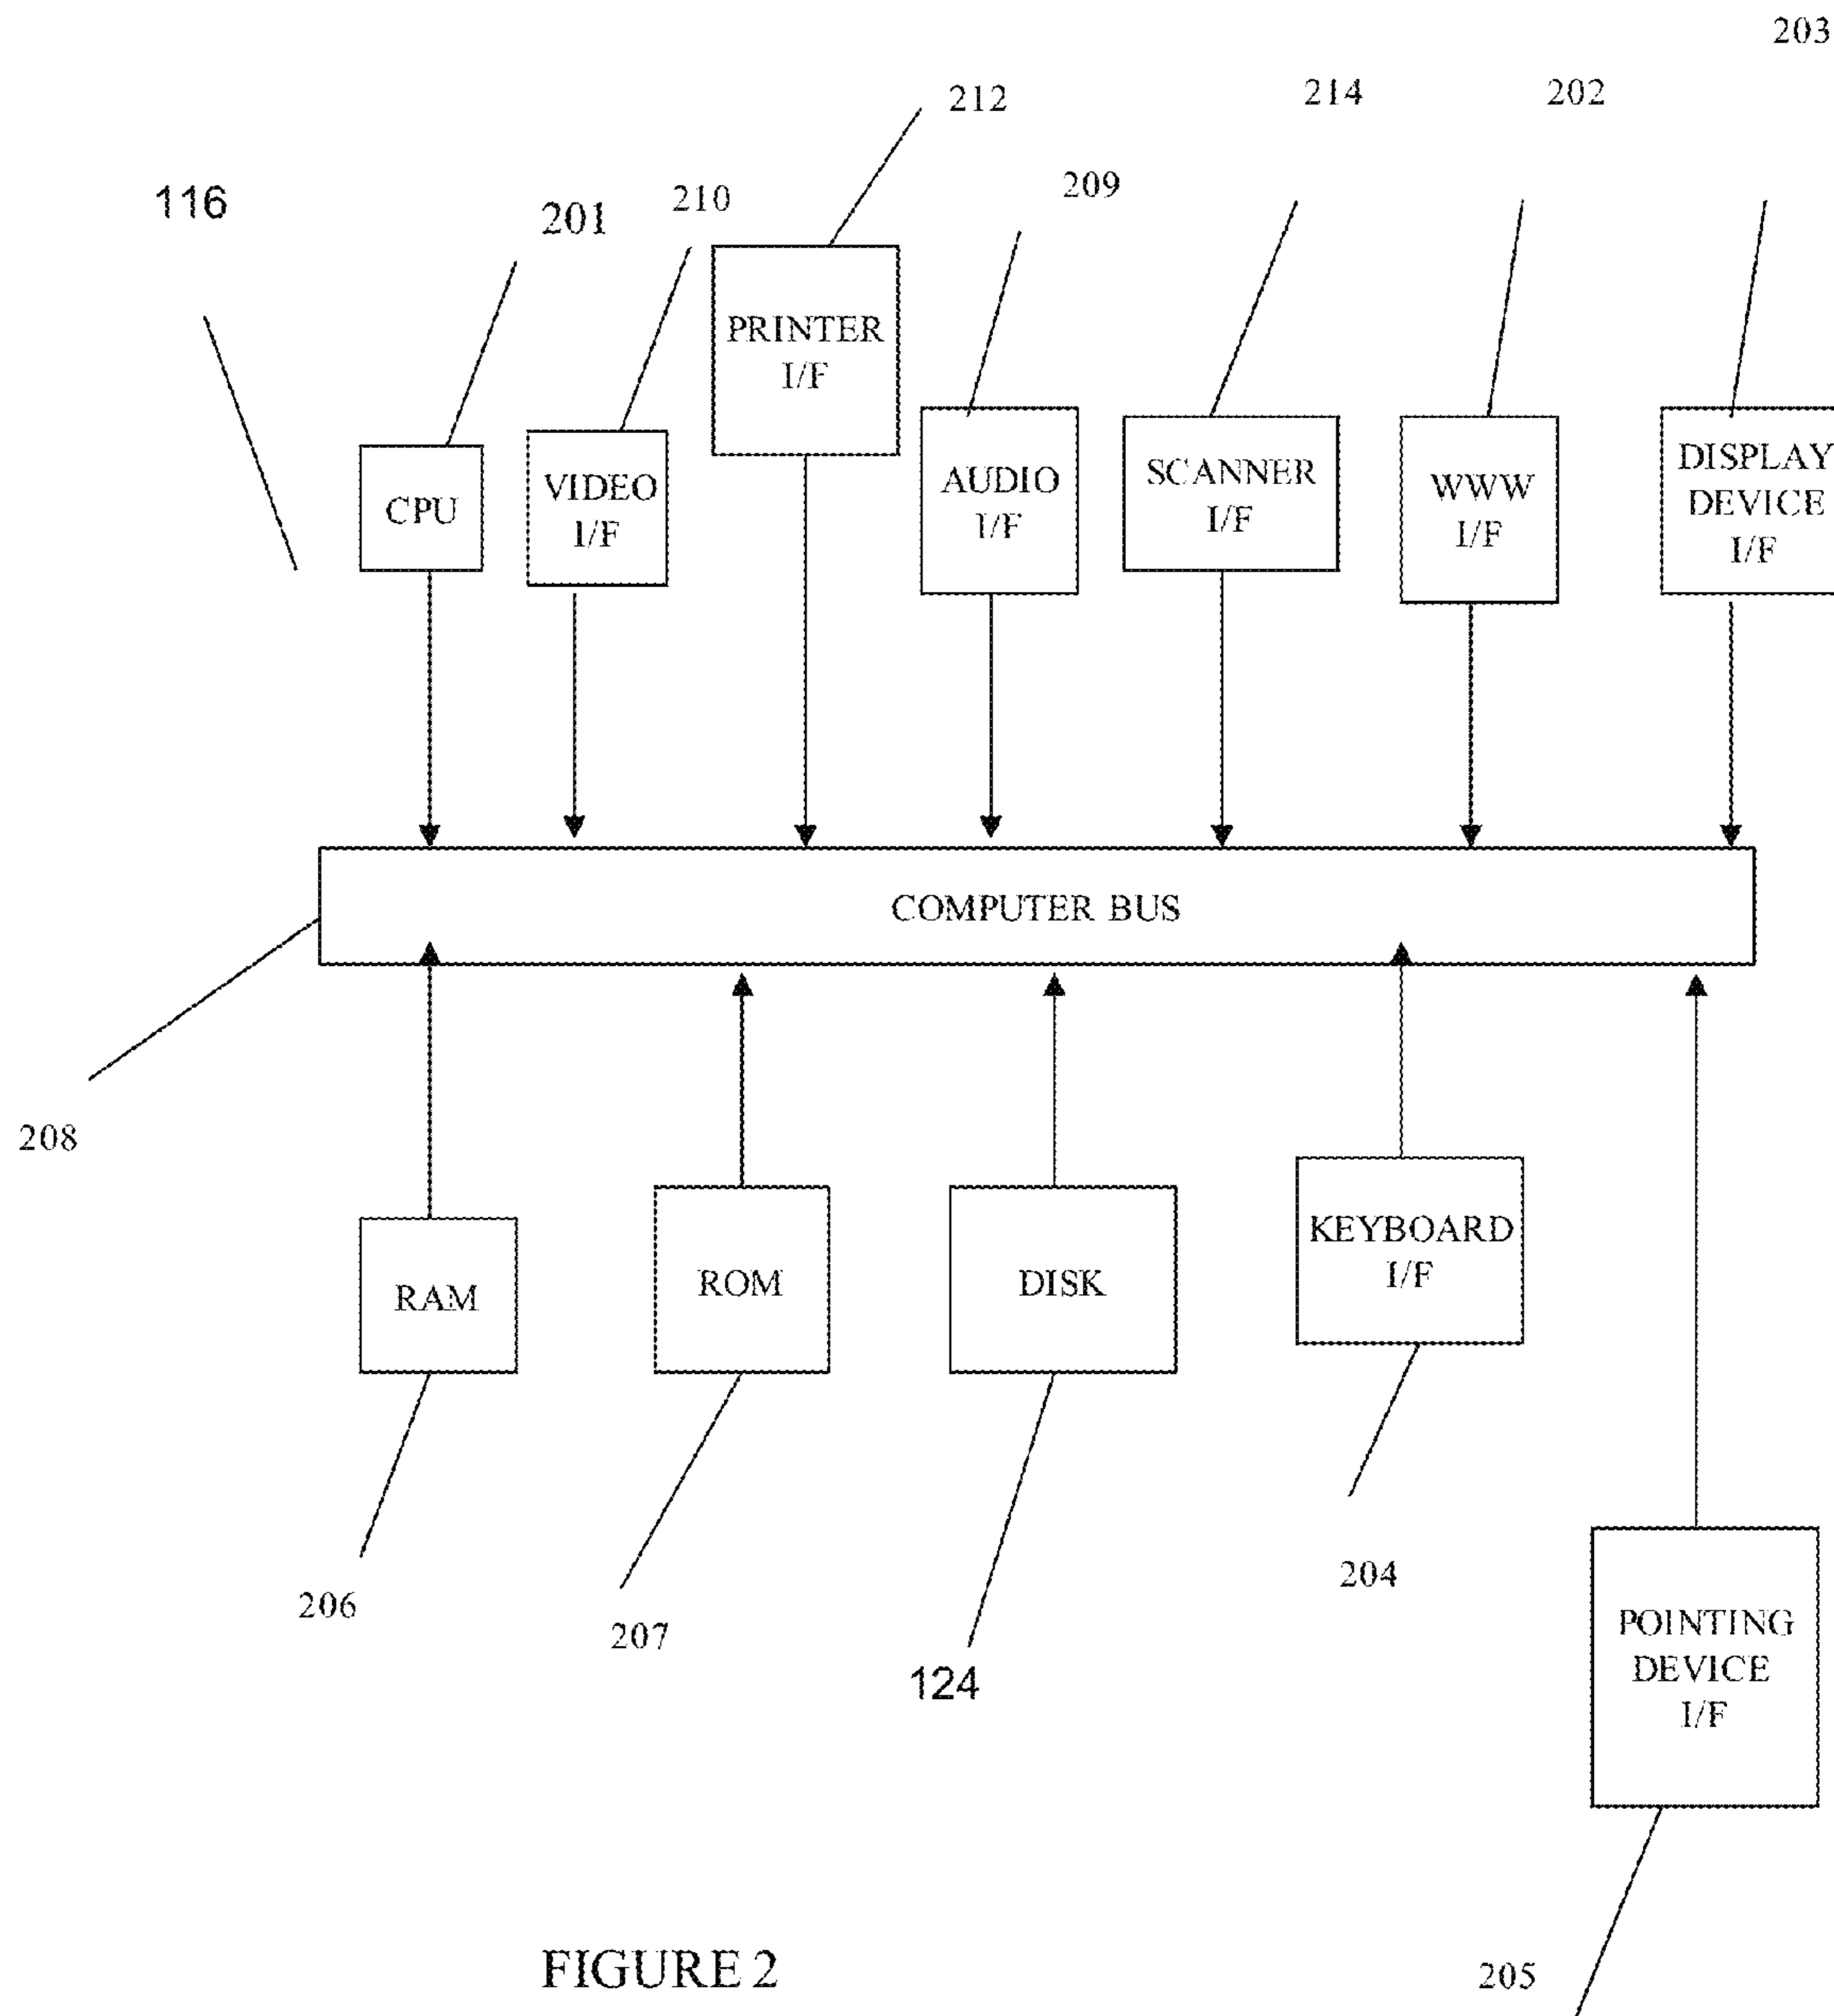 203
212
214
202
116
201
210
209
PRINTER
I/F
CPU
VIDEO
I/F
AUDIO
I/F
SCANNER
I/F
WWW
I/F
DISPLAY
DEVICE
I/F
COMPUTER BUS
208
RAM
ROM
DISK
KEYBOARD
I/F
206
207
124
204
POINTING
DEVICE
I/F
FIGURE 2
205